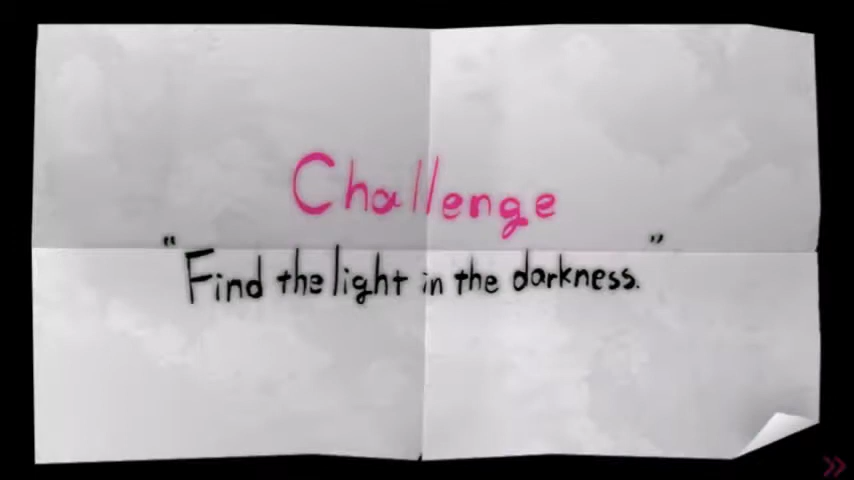 Challenge
"Find the light in the darkness."